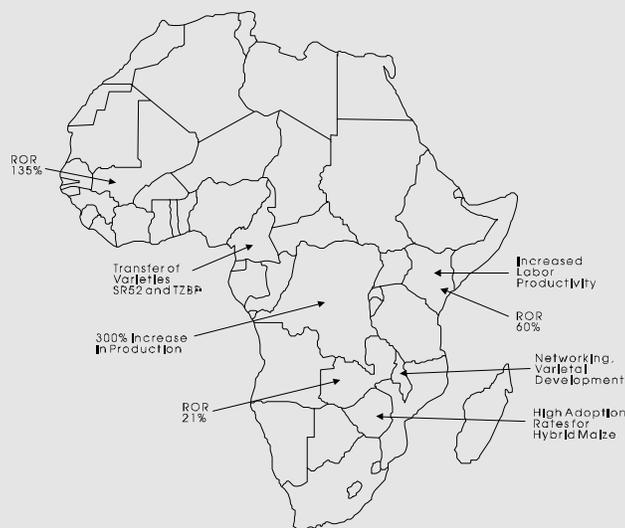 ROR
135%
Transfer of
Varieties
SR52 and TZBP
300% Increase
In Production
ROR
21%
Increased
Labor
Productivity
ROR
60%
Networking,
Varietal
Development
High Adoption
Rates for
Hybrid Maize